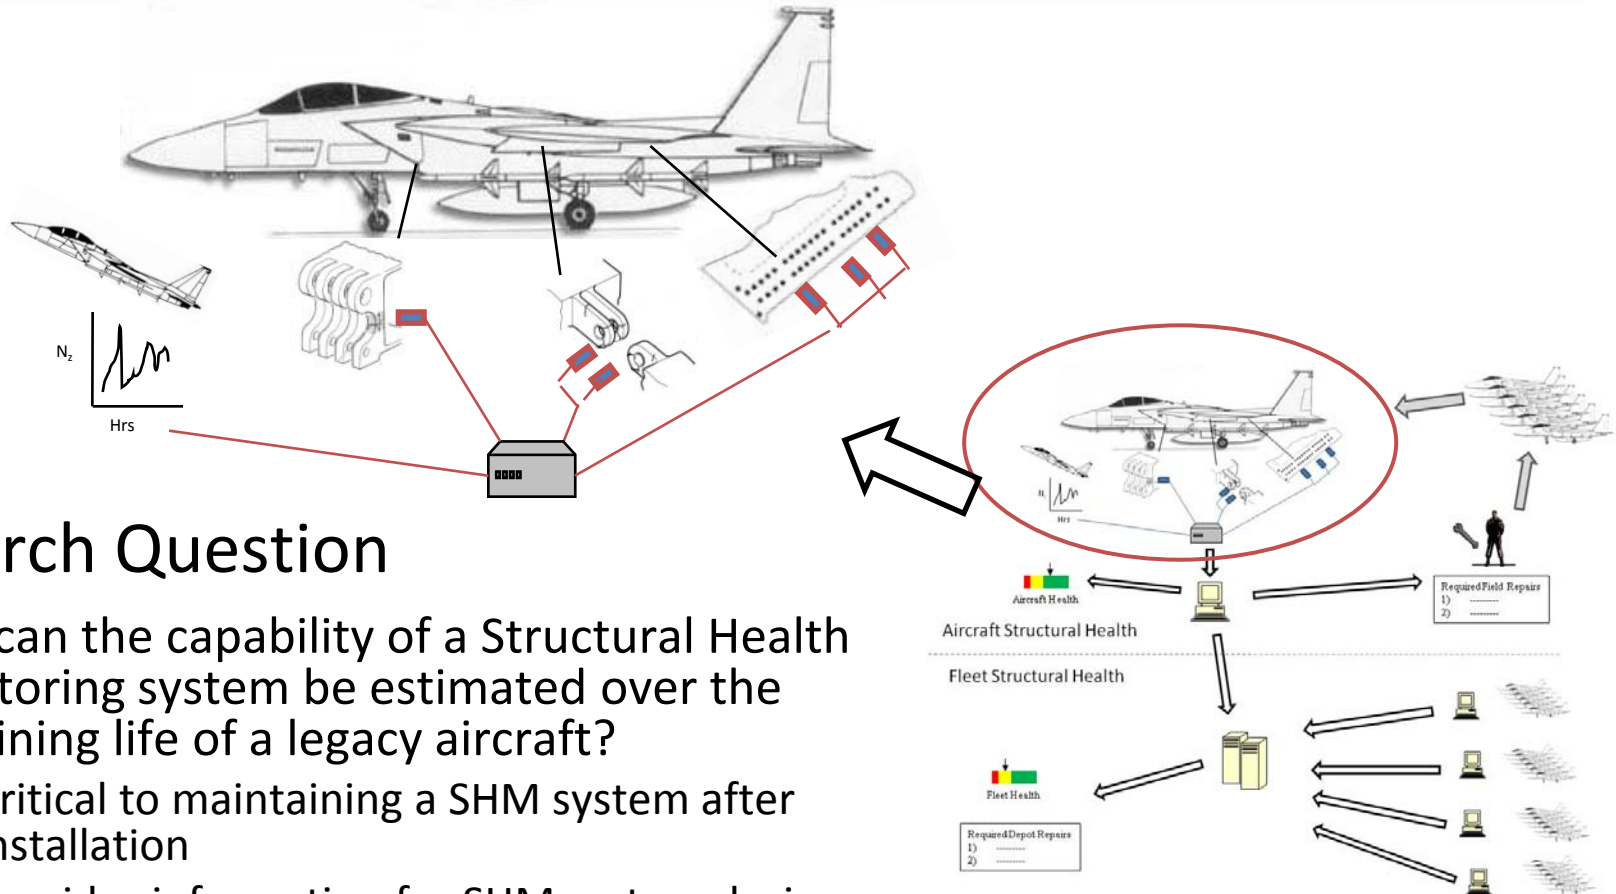 Nz
Hrs
rch Question
can the capability of a Structural Health
toring system be estimated over the
ining life of a legacy aircraft?
ritical to maintaining a SHM system after
nstallation
Hrs
Aircraft Health
Required Field Repairs
1) ---------
2) ---------
Aircraft Structural Health
Fleet Structural Health
Fleet Health
Required Depot Repairs
1) ---------
2) ---------